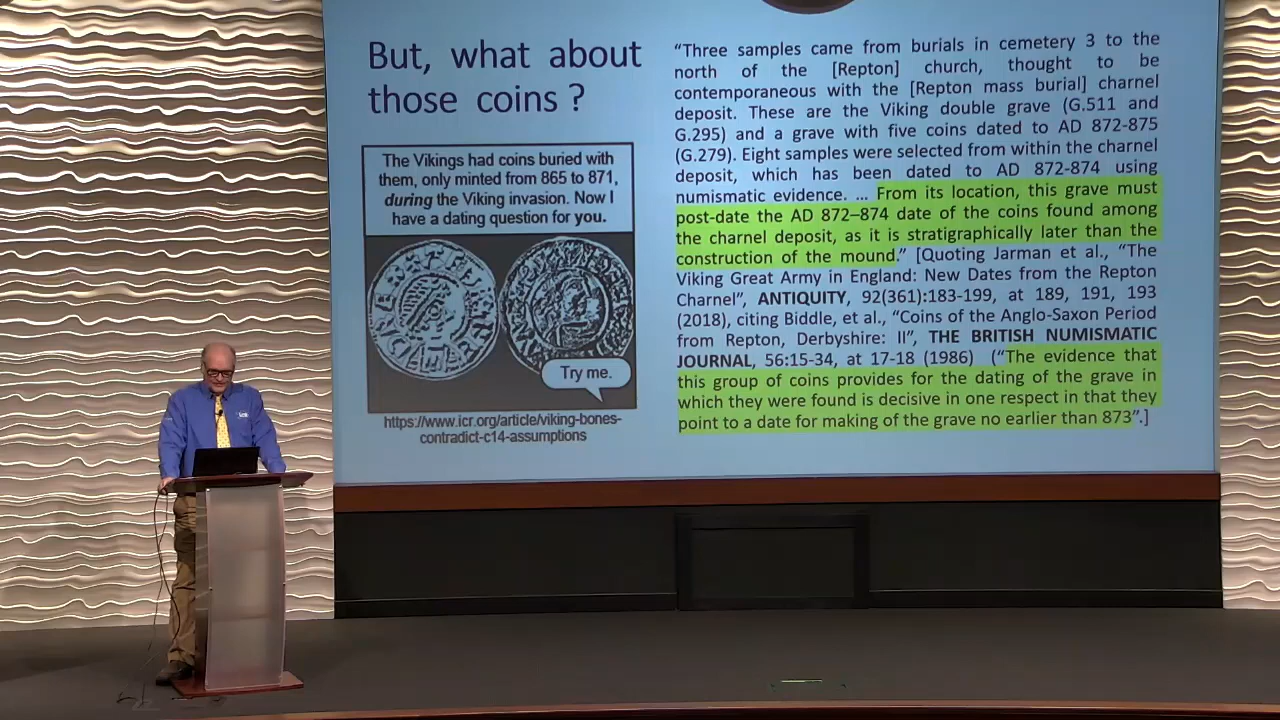 But, what about
those coins ?
The Vikings had coins buried with
them, only minted from 865 to 871,
during the Viking invasion. Now I
have a dating question for you.
Try me.
https://www.icr.org/article/viking-bones-
contradict-c14-assumptions
“Three samples came from burials in cemetery 3 to the
north of the [Repton] church, thought to be
contemporaneous with the [Repton mass burial] charnel
deposit. These are the Viking double grave (G.511 and
G.295) and a grave with five coins dated to AD 872-875
(G.279). Eight samples were selected from within the charnel
deposit, which has been dated to AD 872-874 using
numismatic evidence. ... From its location, this grave must
post-date the AD 872–874 date of the coins found among
the charnel deposit, as it is stratigraphically later than the
construction of the mound.” [Quoting Jarman et al., “The
Viking Great Army in England: New Dates from the Repton
Charnel”, ANTIQUITY, 92(361):183-199, at 189, 191, 193
(2018), citing Biddle, et al., “Coins of the Anglo-Saxon Period
from Repton, Derbyshire: II”, THE BRITISH NUMISMATIC
JOURNAL, 56:15-34, at 17-18 (1986) (“The evidence that
this group of coins provides for the dating of the grave in
which they were found is decisive in one respect in that they
point to a date for making of the grave no earlier than 873”.]